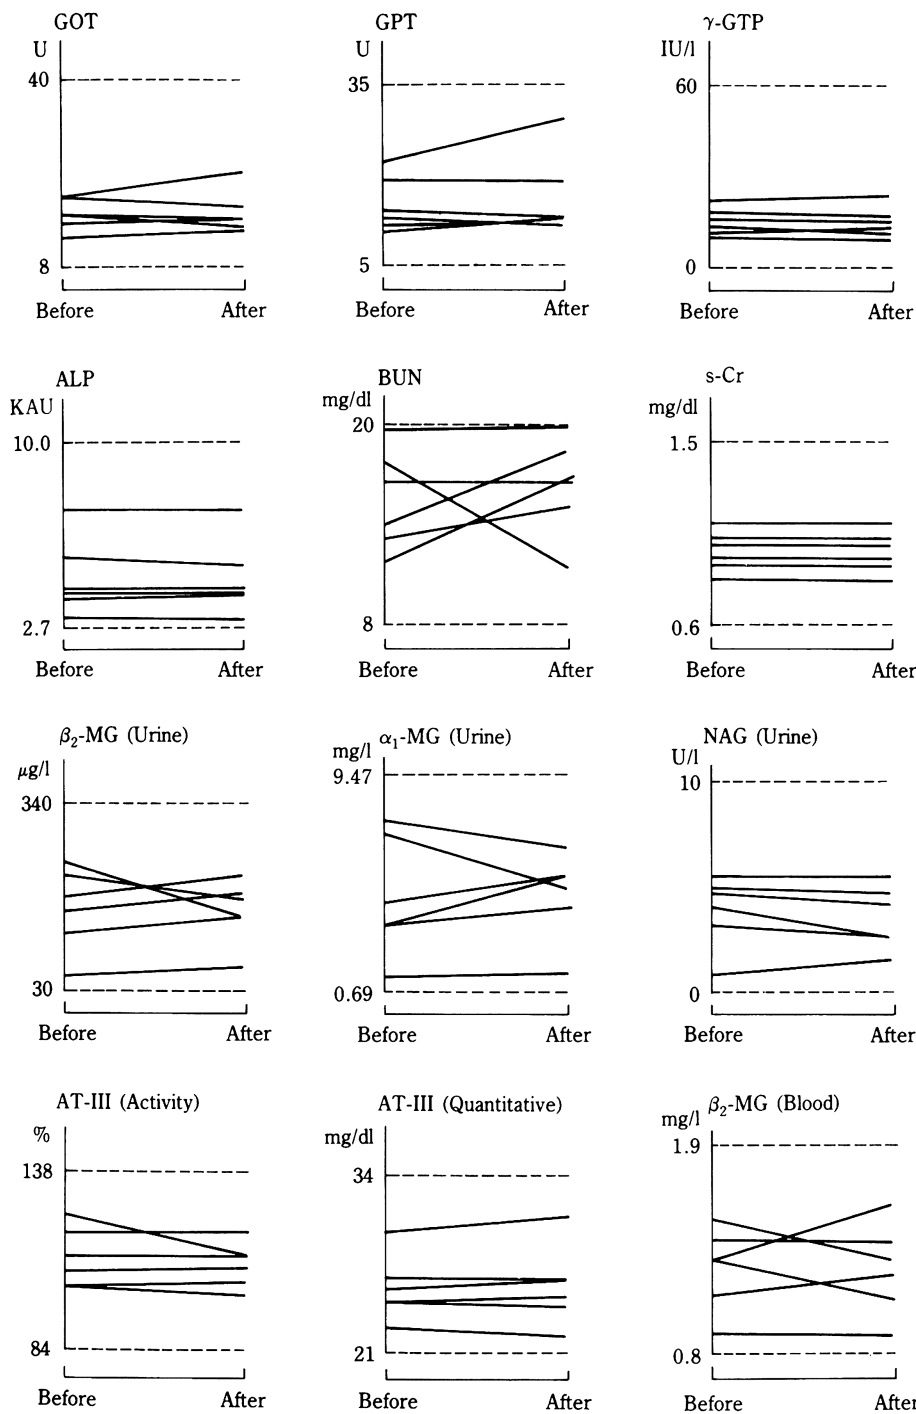 GOT GPT γ-GTP
U U IU/l
40 35 60
8 5 0
Before After Before After Before After
ALP BUN s-Cr
KAU mg/dl mg/dl
10.0 20 1.5
2.7 8 0.6
Before After Before After Before After
β₂-MG (Urine) α₁-MG (Urine) NAG (Urine)
μg/l mg/l U/l
340 9.47 10
30 0.69 0
Before After Before After Before After
AT-III (Activity) AT-III (Quantitative) β₂-MG (Blood)
% mg/dl mg/l
138 34 1.9
84 21 0.8
Before After Before After Before After